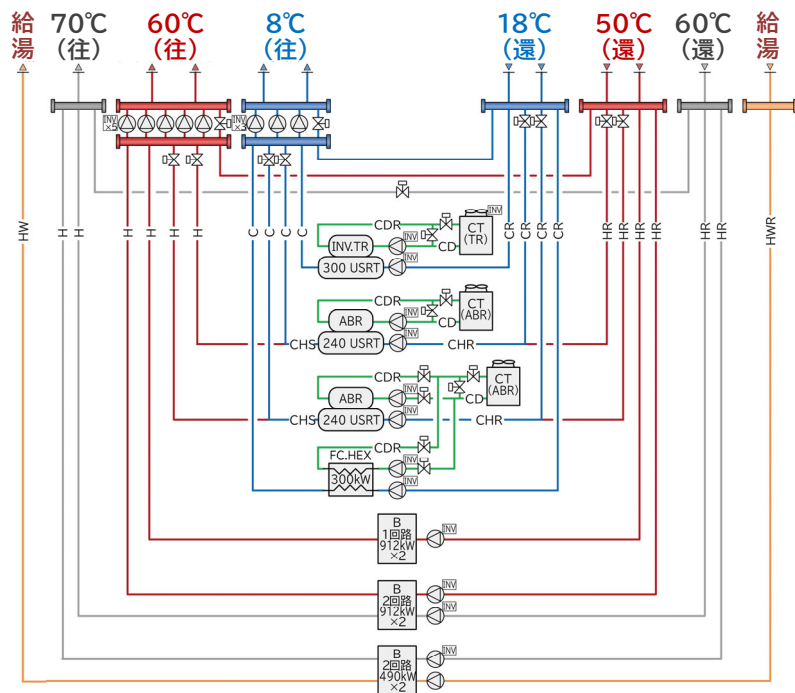 給湯
70℃
(往)
60℃
(往)
8℃
(往)
18℃
(還)
50℃
(還)
60℃
(還)
給湯
INV
×5
INV
×3
HW
H
H
H
H
H
H
C
C
C
C
CR
CR
CR
CR
HR
HR
HR
HR
HR
HR
HWR
CDR
INV
CT
(TR)
INV.TR
CD
INV
300 USRT
CDR
CT
(ABR)
ABR
INV
CD
INV
CHS
240 USRT
CHR
CDR
CT
(ABR)
ABR
INV
CD
INV
CHS
240 USRT
CHR
CDR
FC.HEX
INV
300kW
INV
B
1回路
912kW
×2
INV
B
2回路
912kW
×2
INV
INV
B
2回路
490kW
×2
INV